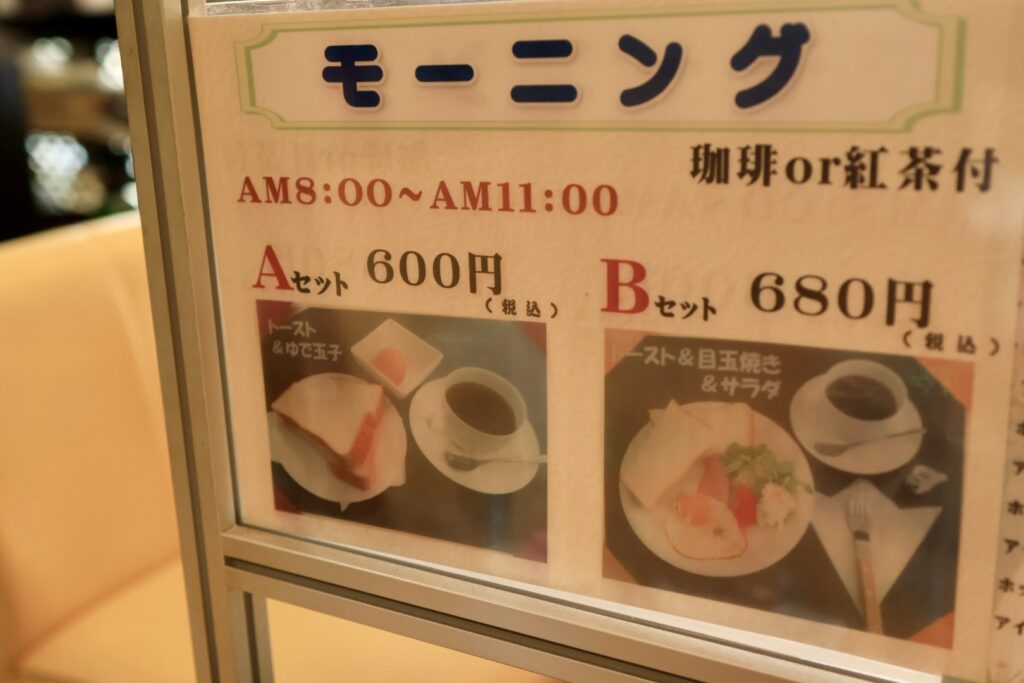 モーニング
珈琲or紅茶付
AM8:00～AM11:00
Aセット 600円
(税込)
トースト
&ゆで玉子
Bセット 680円
(税込)
トースト&目玉焼き
&サラダ